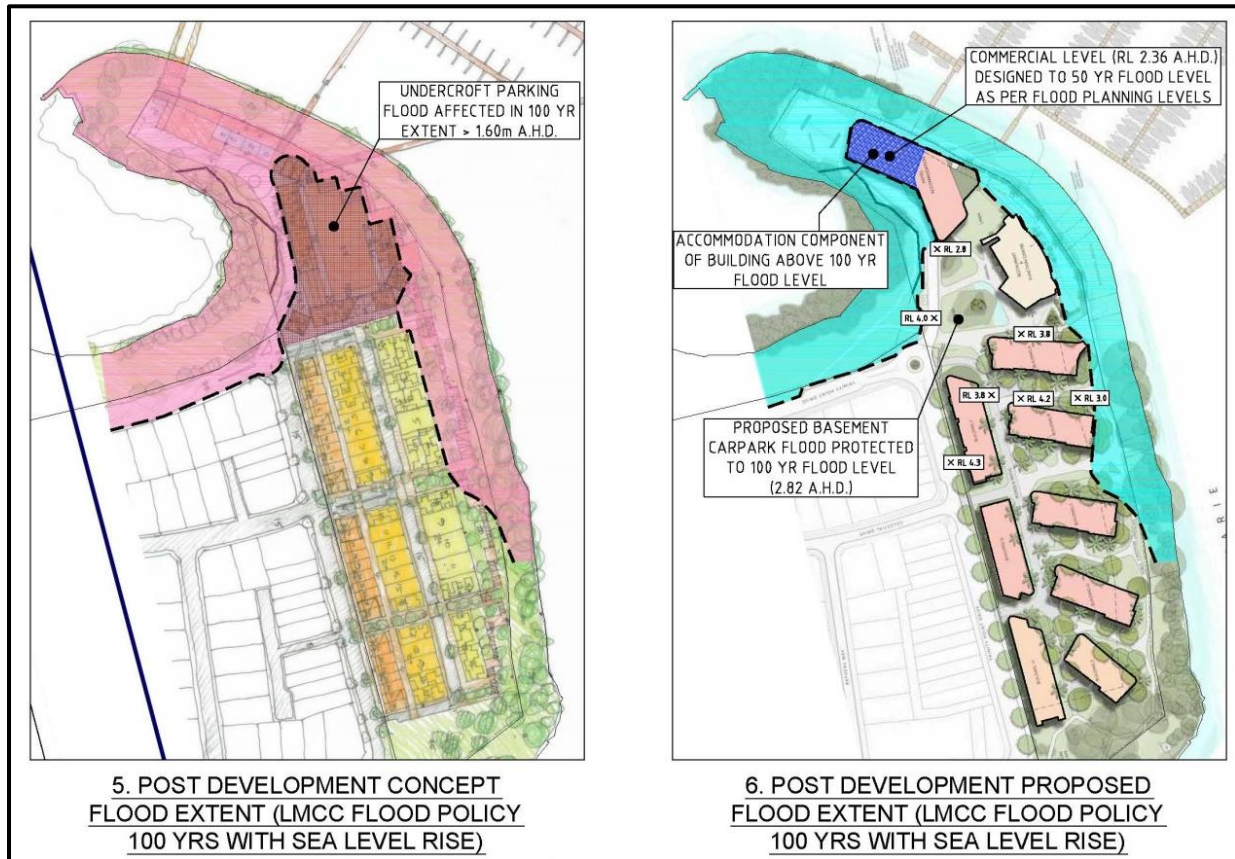 UNDERCROFT PARKING
FLOOD AFFECTED IN 100 YR
EXTENT > 1.60m A.H.D.
5. POST DEVELOPMENT CONCEPT
FLOOD EXTENT (LMCC FLOOD POLICY
100 YRS WITH SEA LEVEL RISE)
COMMERCIAL LEVEL (RL 2.36 A.H.D.)
DESIGNED TO 50 YR FLOOD LEVEL
AS PER FLOOD PLANNING LEVELS
ACCOMMODATION COMPONENT
OF BUILDING ABOVE 100 YR
FLOOD LEVEL
X RL 2.8
RL 4.0 X
X RL 3.8
RL 3.8 X
X RL 4.2
X RL 3.0
PROPOSED BASEMENT
CARPARK FLOOD PROTECTED
TO 100 YR FLOOD LEVEL
(2.82 A.H.D.)
X RL 4.3
ARIE
6. POST DEVELOPMENT PROPOSED
FLOOD EXTENT (LMCC FLOOD POLICY
100 YRS WITH SEA LEVEL RISE)